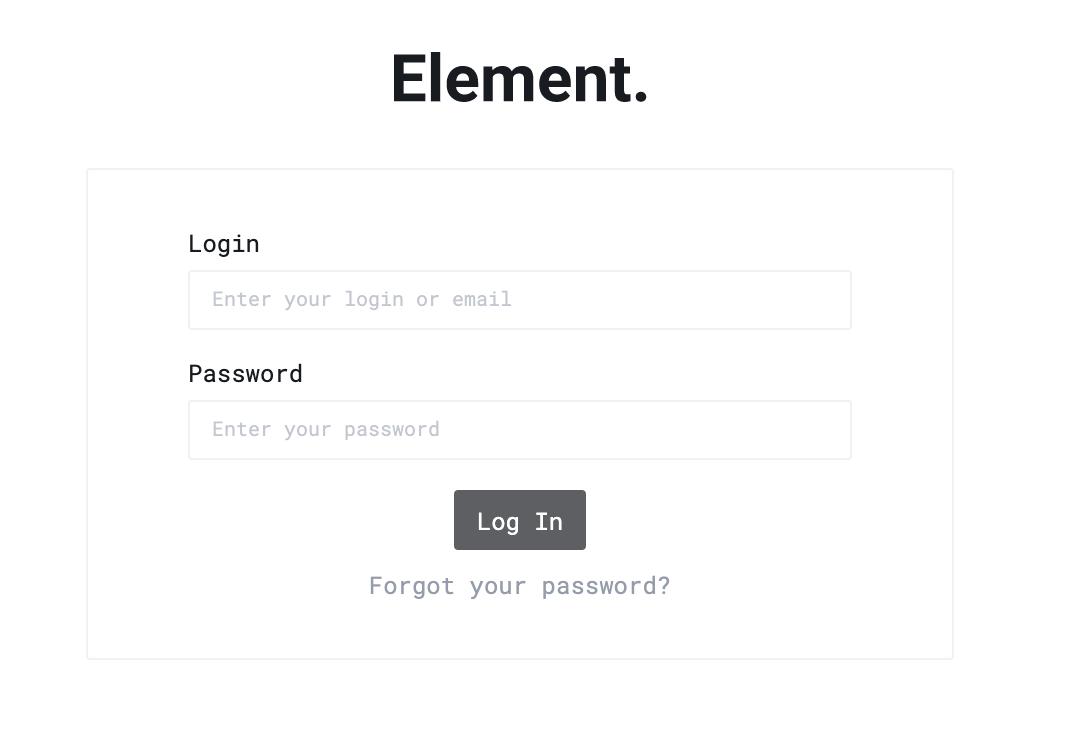 Element.
Login
Enter your login or email
Password
Enter your password
Log In
Forgot your password?